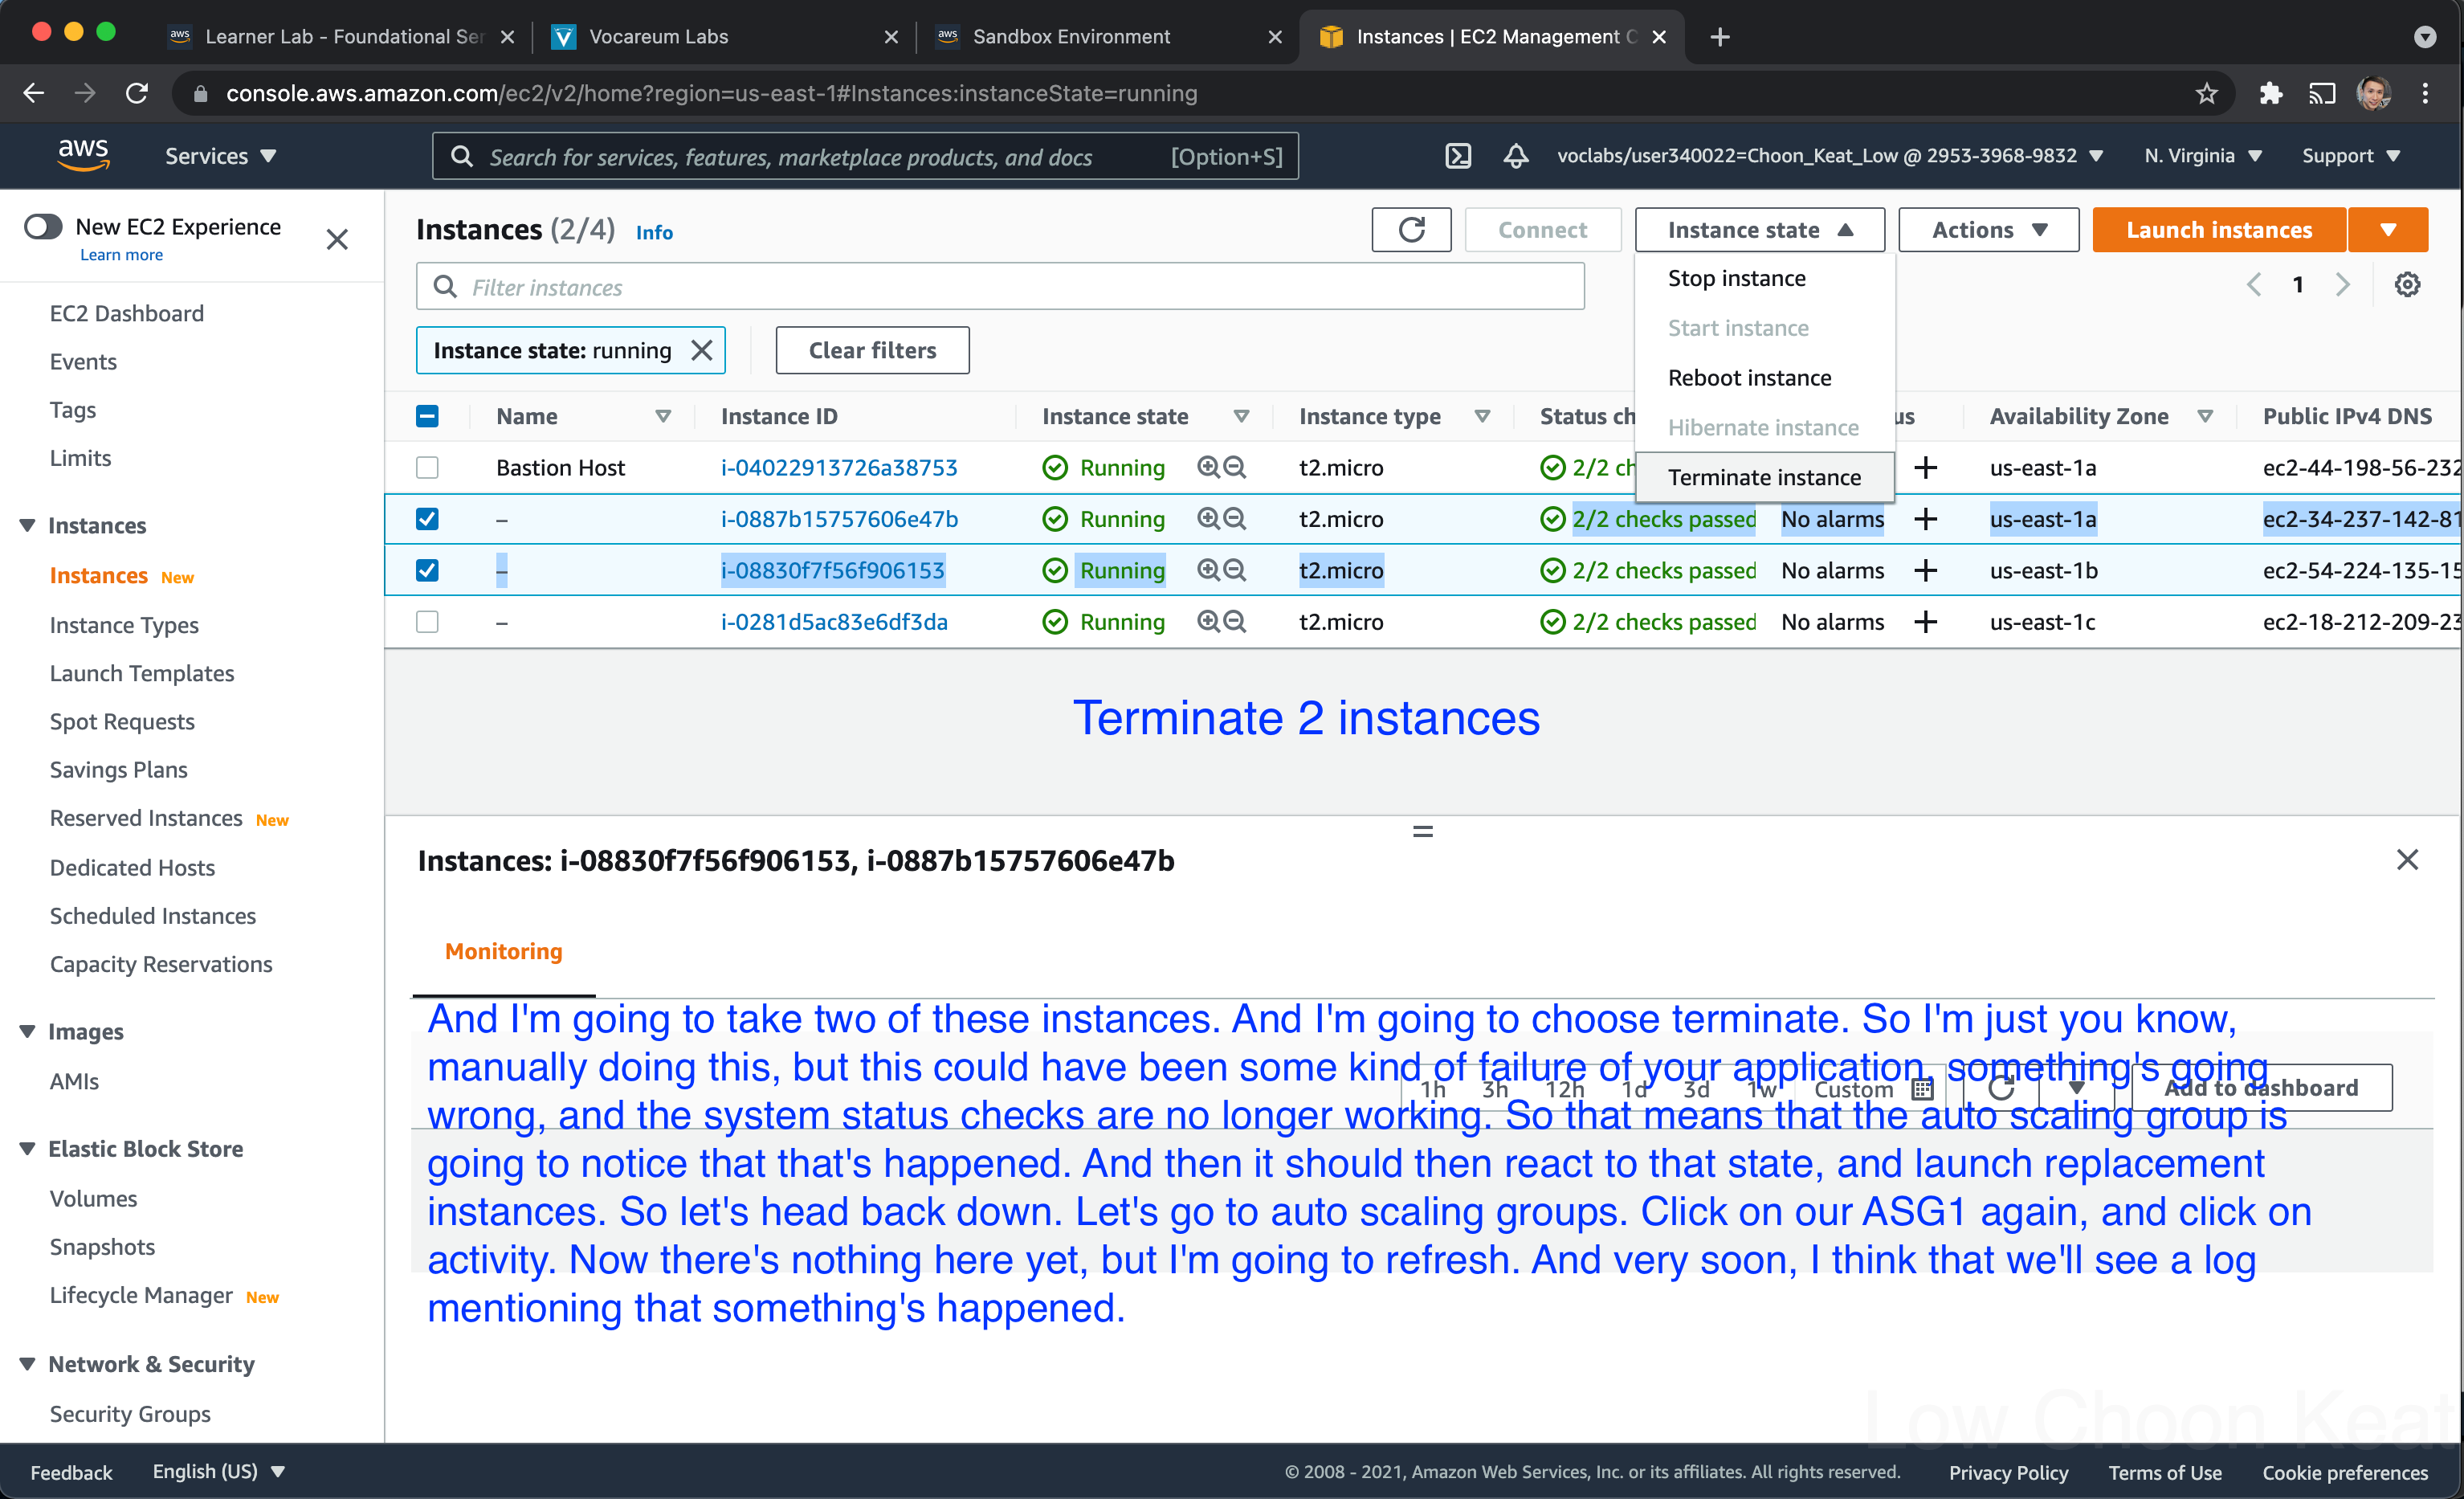 Learner Lab - Foundational Ser
Vocareum Labs
Sandbox Environment
Instances | EC2 Management C
console.aws.amazon.com/ec2/v2/home?region=us-east-1#Instances:instanceState=running
aws
Services
Search for services, features, marketplace products, and docs [Option+S]
voclabs/user340022=Choon_Keat_Low @ 2953-3968-9832
N. Virginia
Support
New EC2 Experience
Learn more
EC2 Dashboard
Events
Tags
Limits
Instances
Instances New
Instance Types
Launch Templates
Spot Requests
Savings Plans
Reserved Instances New
Dedicated Hosts
Scheduled Instances
Capacity Reservations
Images
AMIs
Elastic Block Store
Volumes
Snapshots
Lifecycle Manager New
Network & Security
Security Groups
Instances (2/4) Info
Connect
Instance state
Actions
Launch instances
Filter instances
1
Instance state: running
Clear filters
Stop instance
Start instance
Reboot instance
Hibernate instance
Terminate instance
Name Instance ID Instance state Instance type Status ch us Availability Zone Public IPv4 DNS
Bastion Host i-04022913726a38753 Running t2.micro 2/2 ch + us-east-1a ec2-44-198-56-232
– i-0887b15757606e47b Running t2.micro 2/2 checks passed No alarms + us-east-1a ec2-34-237-142-81
– i-08830f7f56f906153 Running t2.micro 2/2 checks passed No alarms + us-east-1b ec2-54-224-135-15
– i-0281d5ac83e6df3da Running t2.micro 2/2 checks passed No alarms + us-east-1c ec2-18-212-209-23
Terminate 2 instances
Instances: i-08830f7f56f906153, i-0887b15757606e47b
Monitoring
1h 3h 12h 1d 3d 1w Custom
Add to dashboard
And I'm going to take two of these instances. And I'm going to choose terminate. So I'm just you know,
manually doing this, but this could have been some kind of failure of your application, something's going
wrong, and the system status checks are no longer working. So that means that the auto scaling group is
going to notice that that's happened. And then it should then react to that state, and launch replacement
instances. So let's head back down. Let's go to auto scaling groups. Click on our ASG1 again, and click on
activity. Now there's nothing here yet, but I'm going to refresh. And very soon, I think that we'll see a log
mentioning that something's happened.
Low Choon Keat
Feedback
English (US)
© 2008 - 2021, Amazon Web Services, Inc. or its affiliates. All rights reserved.
Privacy Policy
Terms of Use
Cookie preferences